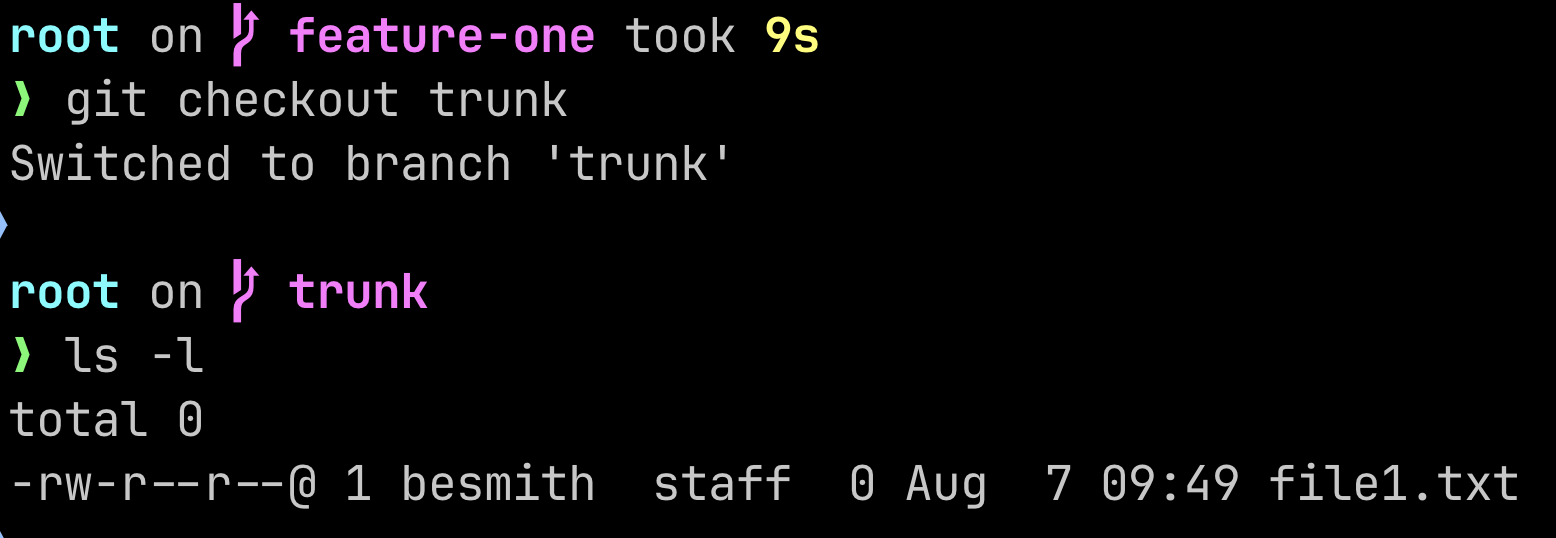 root on feature-one took 9s
❯ git checkout trunk
Switched to branch 'trunk'
root on trunk
❯ ls -l
total 0
-rw-r--r--@ 1 besmith  staff  0 Aug  7 09:49 file1.txt